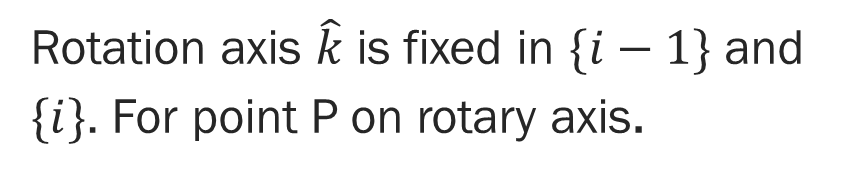 Rotation axis k̂ is fixed in {i − 1} and
{i}. For point P on rotary axis.